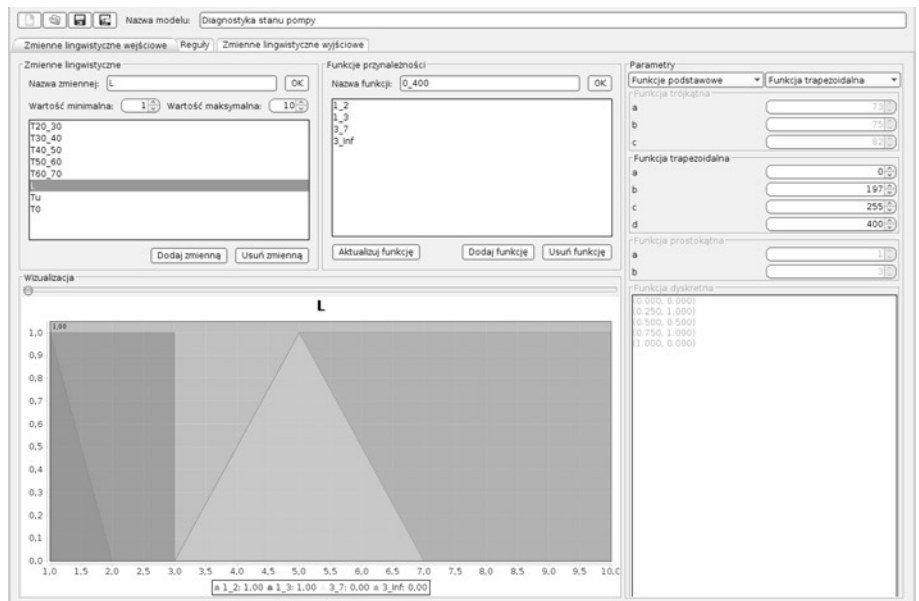 Nazwa modelu: Diagnostyka stanu pompy
Zmienne lingwistyczne wejściowe Reguły Zmienne lingwistyczne wyjściowe
Zmienne lingwistyczne
Nazwa zmiennej: L OK
Wartość minimalna: 1 Wartość maksymalna: 10
T20_30
T30_40
T40_50
T50_60
T60_70
L
Tu
T0
Dodaj zmienną Usuń zmienną
Funkcje przynależności
Nazwa funkcji: 0_400 OK
1_2
1_3
3_7
3_Inf
Aktualizuj funkcję Dodaj funkcję Usuń funkcję
Parametry
Funkcje podstawowe Funkcja trapezoidalna
Funkcja trójkątna
a 73
b 75
c 82
Funkcja trapezoidalna
a 0
b 197
c 255
d 400
Funkcja prostokątna
a 1
b 3
Funkcja dyskretna
(0.000, 0.000)
(0.250, 1.000)
(0.500, 0.500)
(0.750, 1.000)
(1.000, 0.000)
Wizualizacja
L
1,00
1,0
0,9
0,8
0,7
0,6
0,5
0,4
0,3
0,2
0,1
0,0
1,0 1,5 2,0 2,5 3,0 3,5 4,0 4,5 5,0 5,5 6,0 6,5 7,0 7,5 8,0 8,5 9,0 9,5 10,0
1_2: 1,00 1_3: 1,00 3_7: 0,00 3_Inf: 0,00